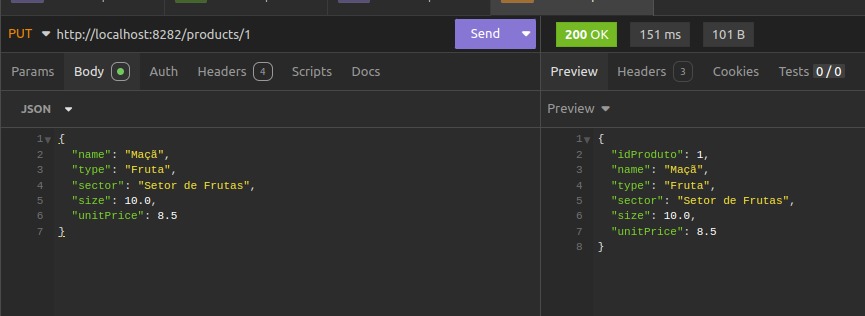 PUT http://localhost:8282/products/1 Send 200 OK 151 ms 101 B
Params Body Auth Headers 4 Scripts Docs Preview Headers 3 Cookies Tests 0 / 0
JSON Preview
1 {
2 "name": "Maçã",
3 "type": "Fruta",
4 "sector": "Setor de Frutas",
5 "size": 10.0,
6 "unitPrice": 8.5
7 }
1 {
2 "idProduto": 1,
3 "name": "Maçã",
4 "type": "Fruta",
5 "sector": "Setor de Frutas",
6 "size": 10.0,
7 "unitPrice": 8.5
8 }